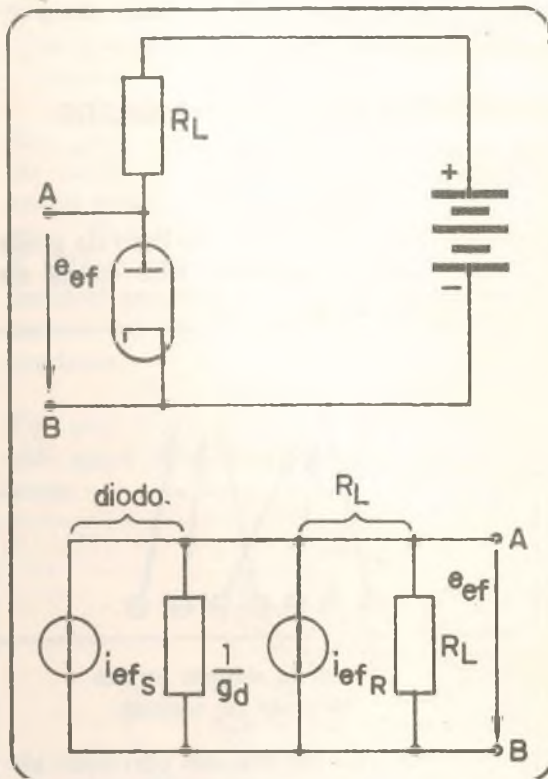 R_L
A
+
e_ef
−
B
diodo. R_L
A
e_ef
i_efS 1/g_d i_efR R_L
B